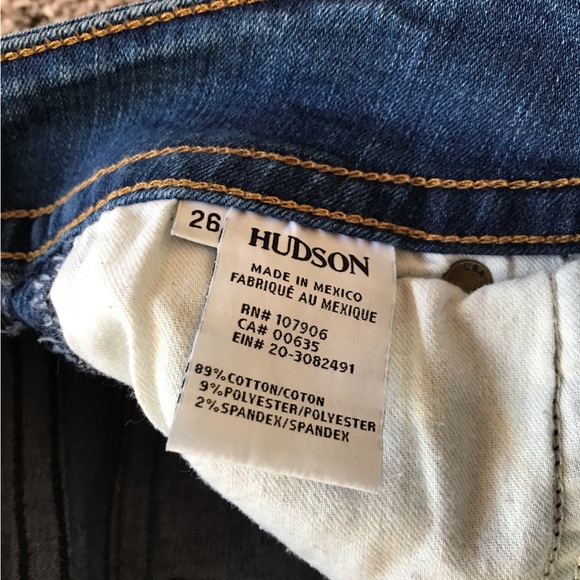 26
HUDSON
MADE IN MEXICO
FABRIQUÉ AU MEXIQUE
RN# 107906
CA# 00635
EIN# 20-3082491
89%COTTON/COTON
9%POLYESTER/POLYESTER
2%SPANDEX/SPANDEX